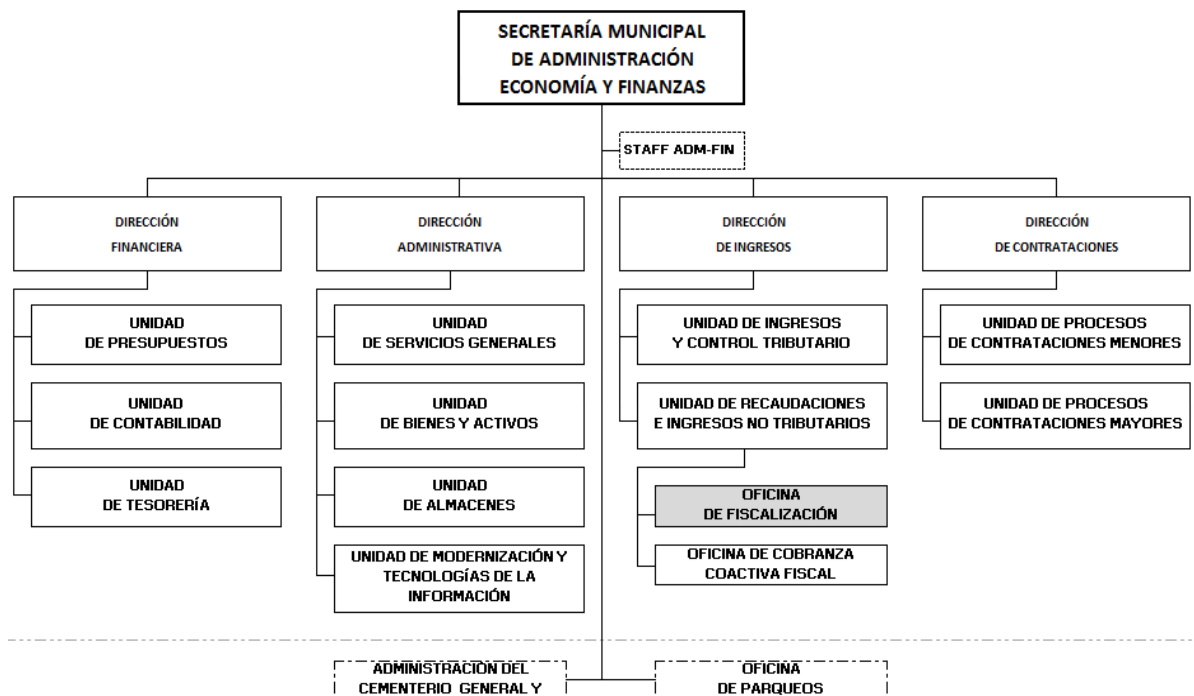 SECRETARÍA MUNICIPAL
DE ADMINISTRACIÓN
ECONOMÍA Y FINANZAS
STAFF ADM-FIN
DIRECCIÓN
FINANCIERA
UNIDAD
DE PRESUPUESTOS
UNIDAD
DE CONTABILIDAD
UNIDAD
DE TESORERÍA
DIRECCIÓN
ADMINISTRATIVA
UNIDAD
DE SERVICIOS GENERALES
UNIDAD
DE BIENES Y ACTIVOS
UNIDAD
DE ALMACENES
UNIDAD DE MODERNIZACIÓN Y
TECNOLOGÍAS DE LA
INFORMACIÓN
DIRECCIÓN
DE INGRESOS
UNIDAD DE INGRESOS
Y CONTROL TRIBUTARIO
UNIDAD DE RECAUDACIONES
E INGRESOS NO TRIBUTARIOS
OFICINA
DE FISCALIZACIÓN
OFICINA DE COBRANZA
COACTIVA FISCAL
DIRECCIÓN
DE CONTRATACIONES
UNIDAD DE PROCESOS
DE CONTRATACIONES MENORES
UNIDAD DE PROCESOS
DE CONTRATACIONES MAYORES
ADMINISTRACIÓN DEL
CEMENTERIO GENERAL Y
OFICINA
DE PARQUEOS